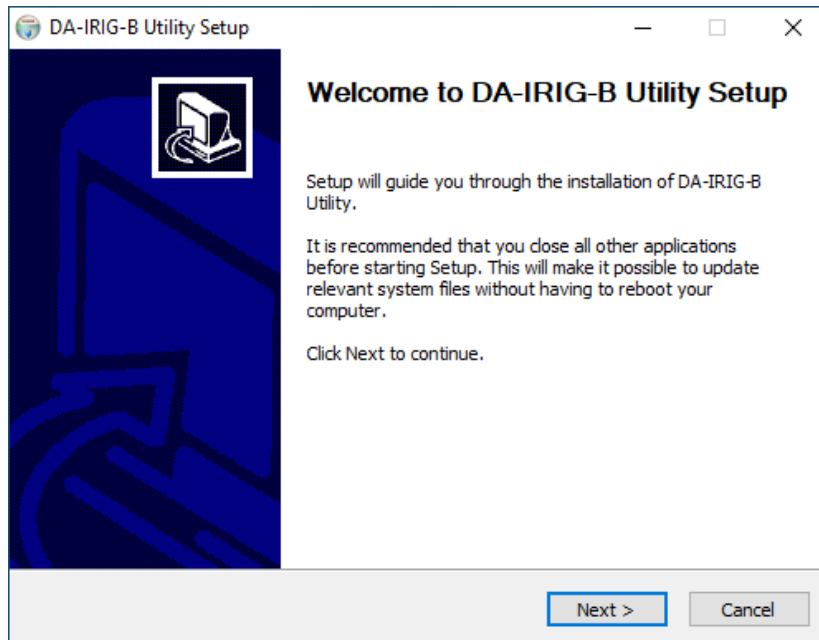 DA-IRIG-B Utility Setup
Welcome to DA-IRIG-B Utility Setup
Setup will guide you through the installation of DA-IRIG-B
Utility.
It is recommended that you close all other applications
before starting Setup. This will make it possible to update
relevant system files without having to reboot your
computer.
Click Next to continue.
Next >
Cancel